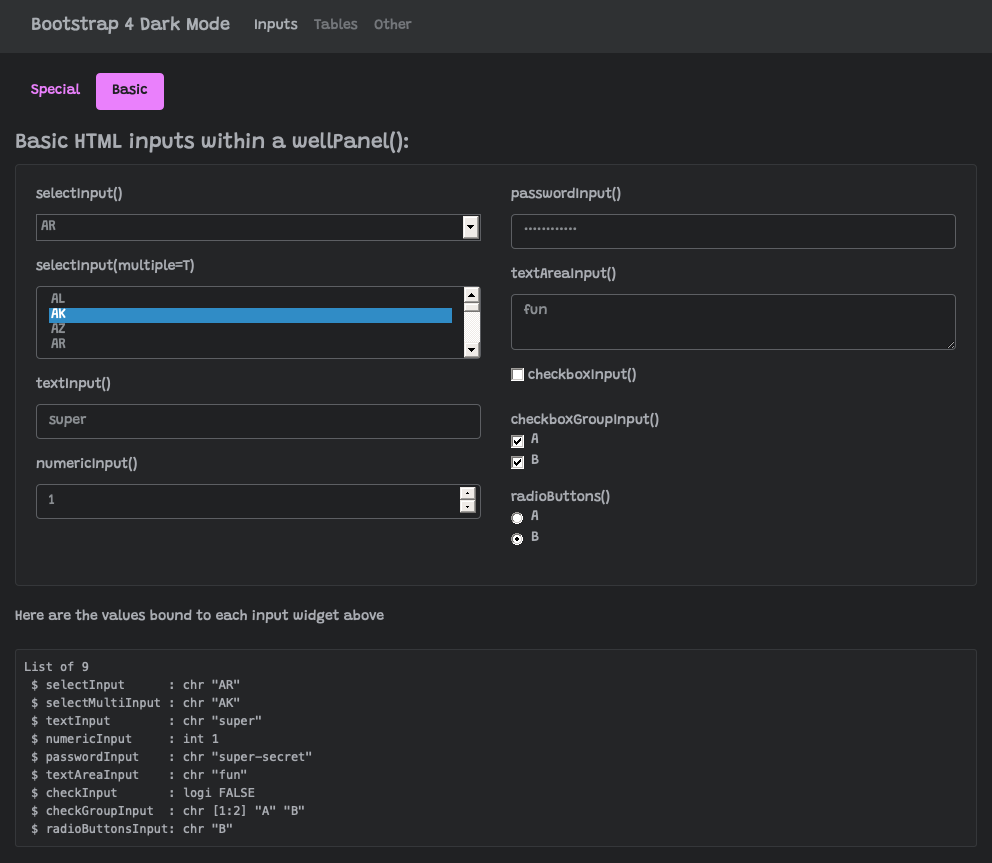 Bootstrap 4 Dark Mode Inputs Tables Other
Special Basic
Basic HTML inputs within a wellPanel():
selectInput()
AR
selectInput(multiple=T)
AL
AK
AZ
AR
textInput()
super
numericInput()
1
passwordInput()
••••••••••••
textAreaInput()
fun
checkboxInput()
checkboxGroupInput()
A
B
radioButtons()
A
B
Here are the values bound to each input widget above
List of 9
 $ selectInput      : chr "AR"
 $ selectMultiInput : chr "AK"
 $ textInput        : chr "super"
 $ numericInput     : int 1
 $ passwordInput    : chr "super-secret"
 $ textAreaInput    : chr "fun"
 $ checkInput       : logi FALSE
 $ checkGroupInput  : chr [1:2] "A" "B"
 $ radioButtonsInput: chr "B"